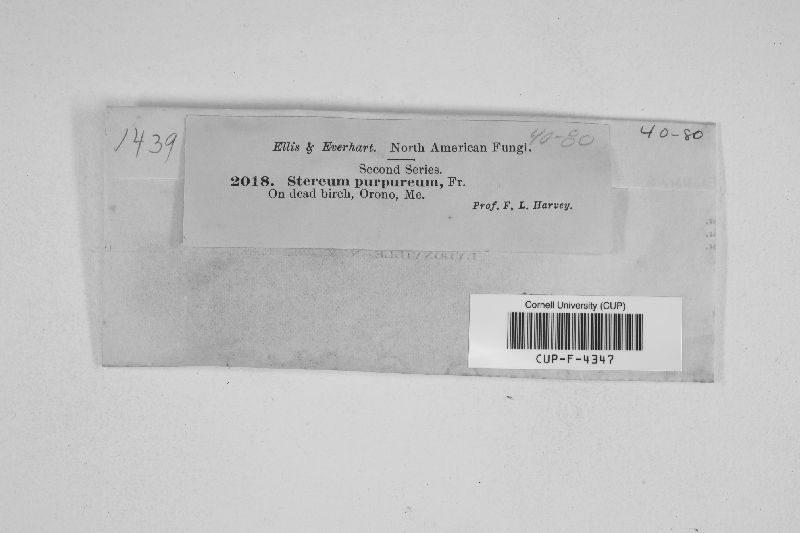 1439
40-80
40-80
Ellis & Everhart. North American Fungi.
Second Series.
2018. Stereum purpureum, Fr.
On dead birch, Orono, Me.
Prof. F. L. Harvey.
Cornell University (CUP)
CUP-F-4347